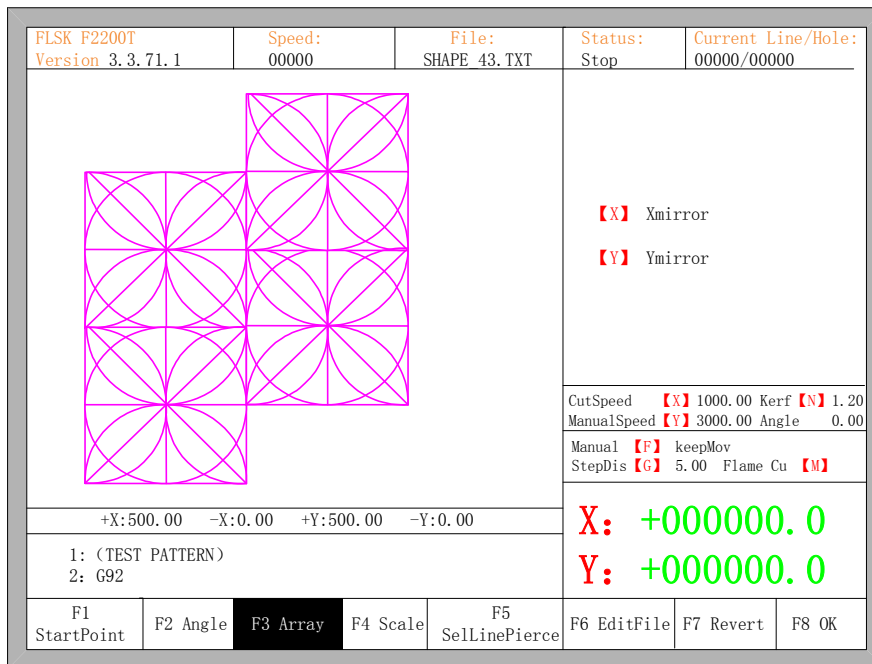 FLSK F2200T
Version 3.3.71.1
Speed:
00000
File:
SHAPE_43.TXT
Status:
Stop
Current Line/Hole:
00000/00000
【X】 Xmirror
【Y】 Ymirror
CutSpeed 【X】 1000.00 Kerf 【N】 1.20
ManualSpeed 【Y】 3000.00 Angle 0.00
Manual 【F】 keepMov
StepDis 【G】 5.00 Flame Cu 【M】
+X:500.00 -X:0.00 +Y:500.00 -Y:0.00
X: +000000.0
Y: +000000.0
1: (TEST PATTERN)
2: G92
F1
StartPoint
F2 Angle
F3 Array
F4 Scale
F5
SelLinePierce
F6 EditFile
F7 Revert
F8 OK